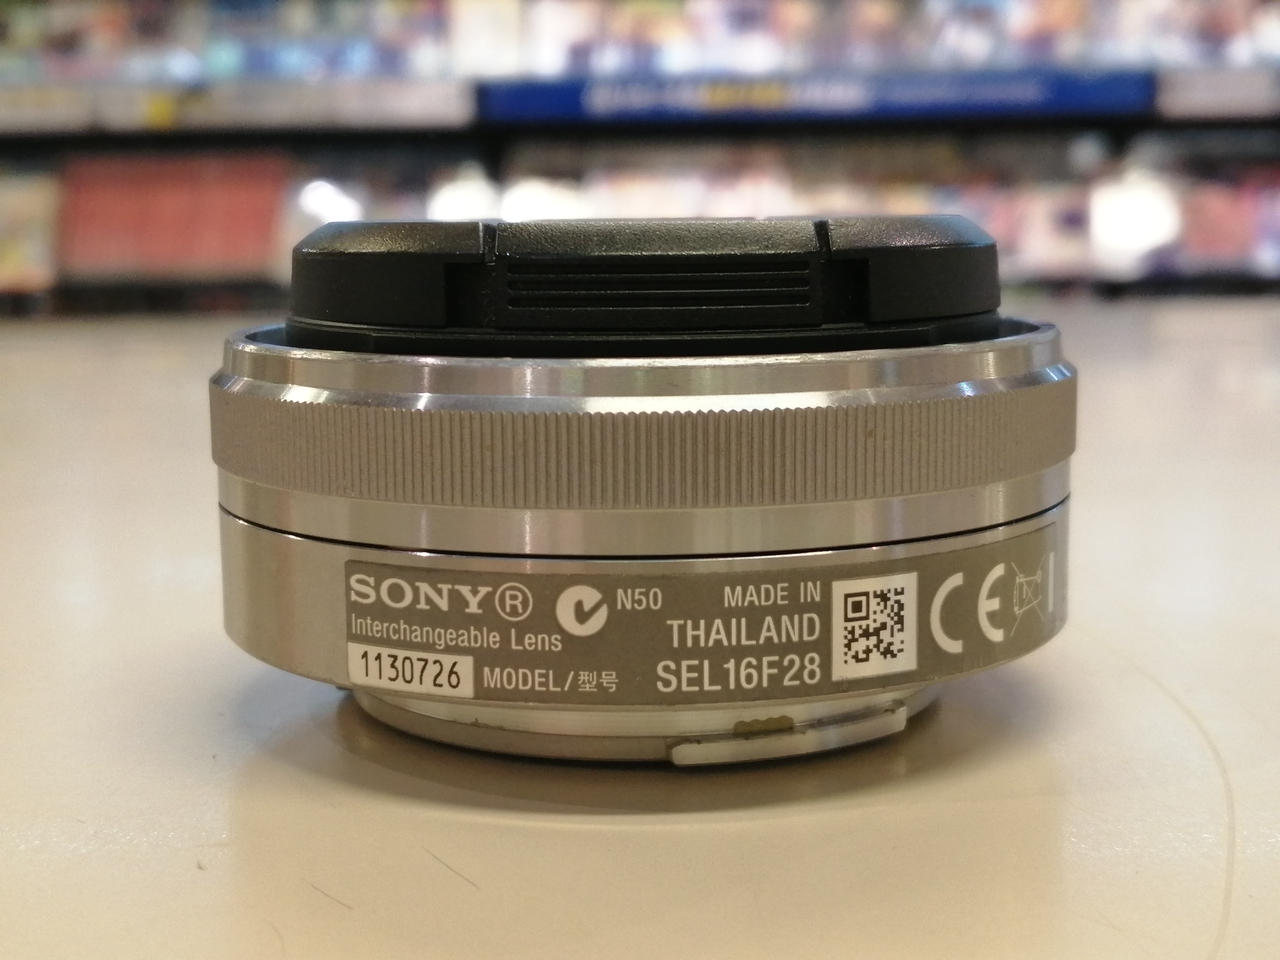 SONY®
Interchangeable Lens
1130726
MODEL/型号
N50
MADE IN
THAILAND
SEL16F28
CE